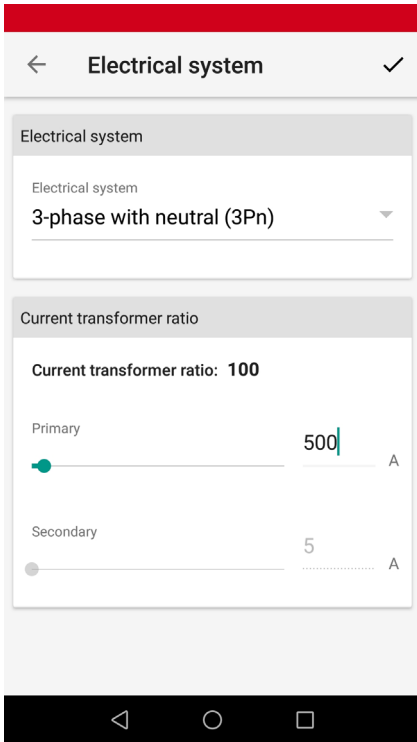 Electrical system
Electrical system
Electrical system
3-phase with neutral (3Pn)
Current transformer ratio
Current transformer ratio: 100
Primary
500
A
Secondary
5
A